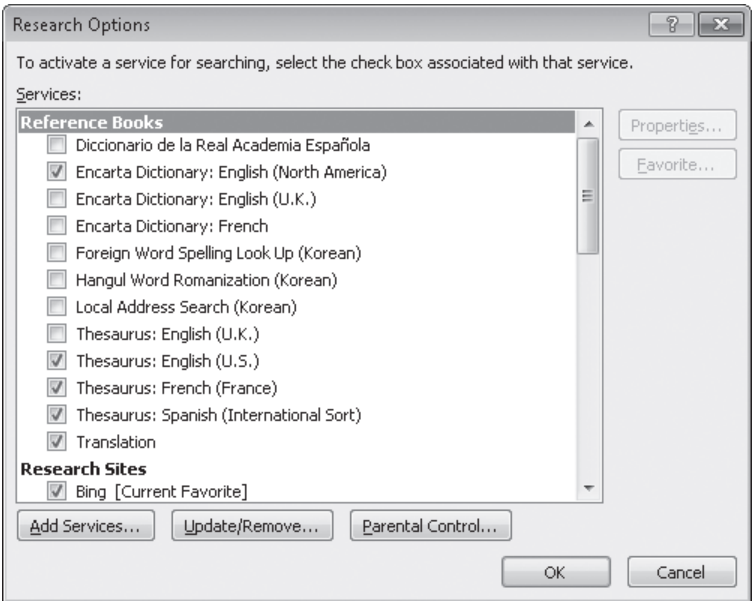 Research Options
To activate a service for searching, select the check box associated with that service.
Services:
Reference Books
Diccionario de la Real Academia Española
Encarta Dictionary: English (North America)
Encarta Dictionary: English (U.K.)
Encarta Dictionary: French
Foreign Word Spelling Look Up (Korean)
Hangul Word Romanization (Korean)
Local Address Search (Korean)
Thesaurus: English (U.K.)
Thesaurus: English (U.S.)
Thesaurus: French (France)
Thesaurus: Spanish (International Sort)
Translation
Research Sites
Bing [Current Favorite]
Properties...
Favorite...
Add Services... Update/Remove... Parental Control...
OK Cancel